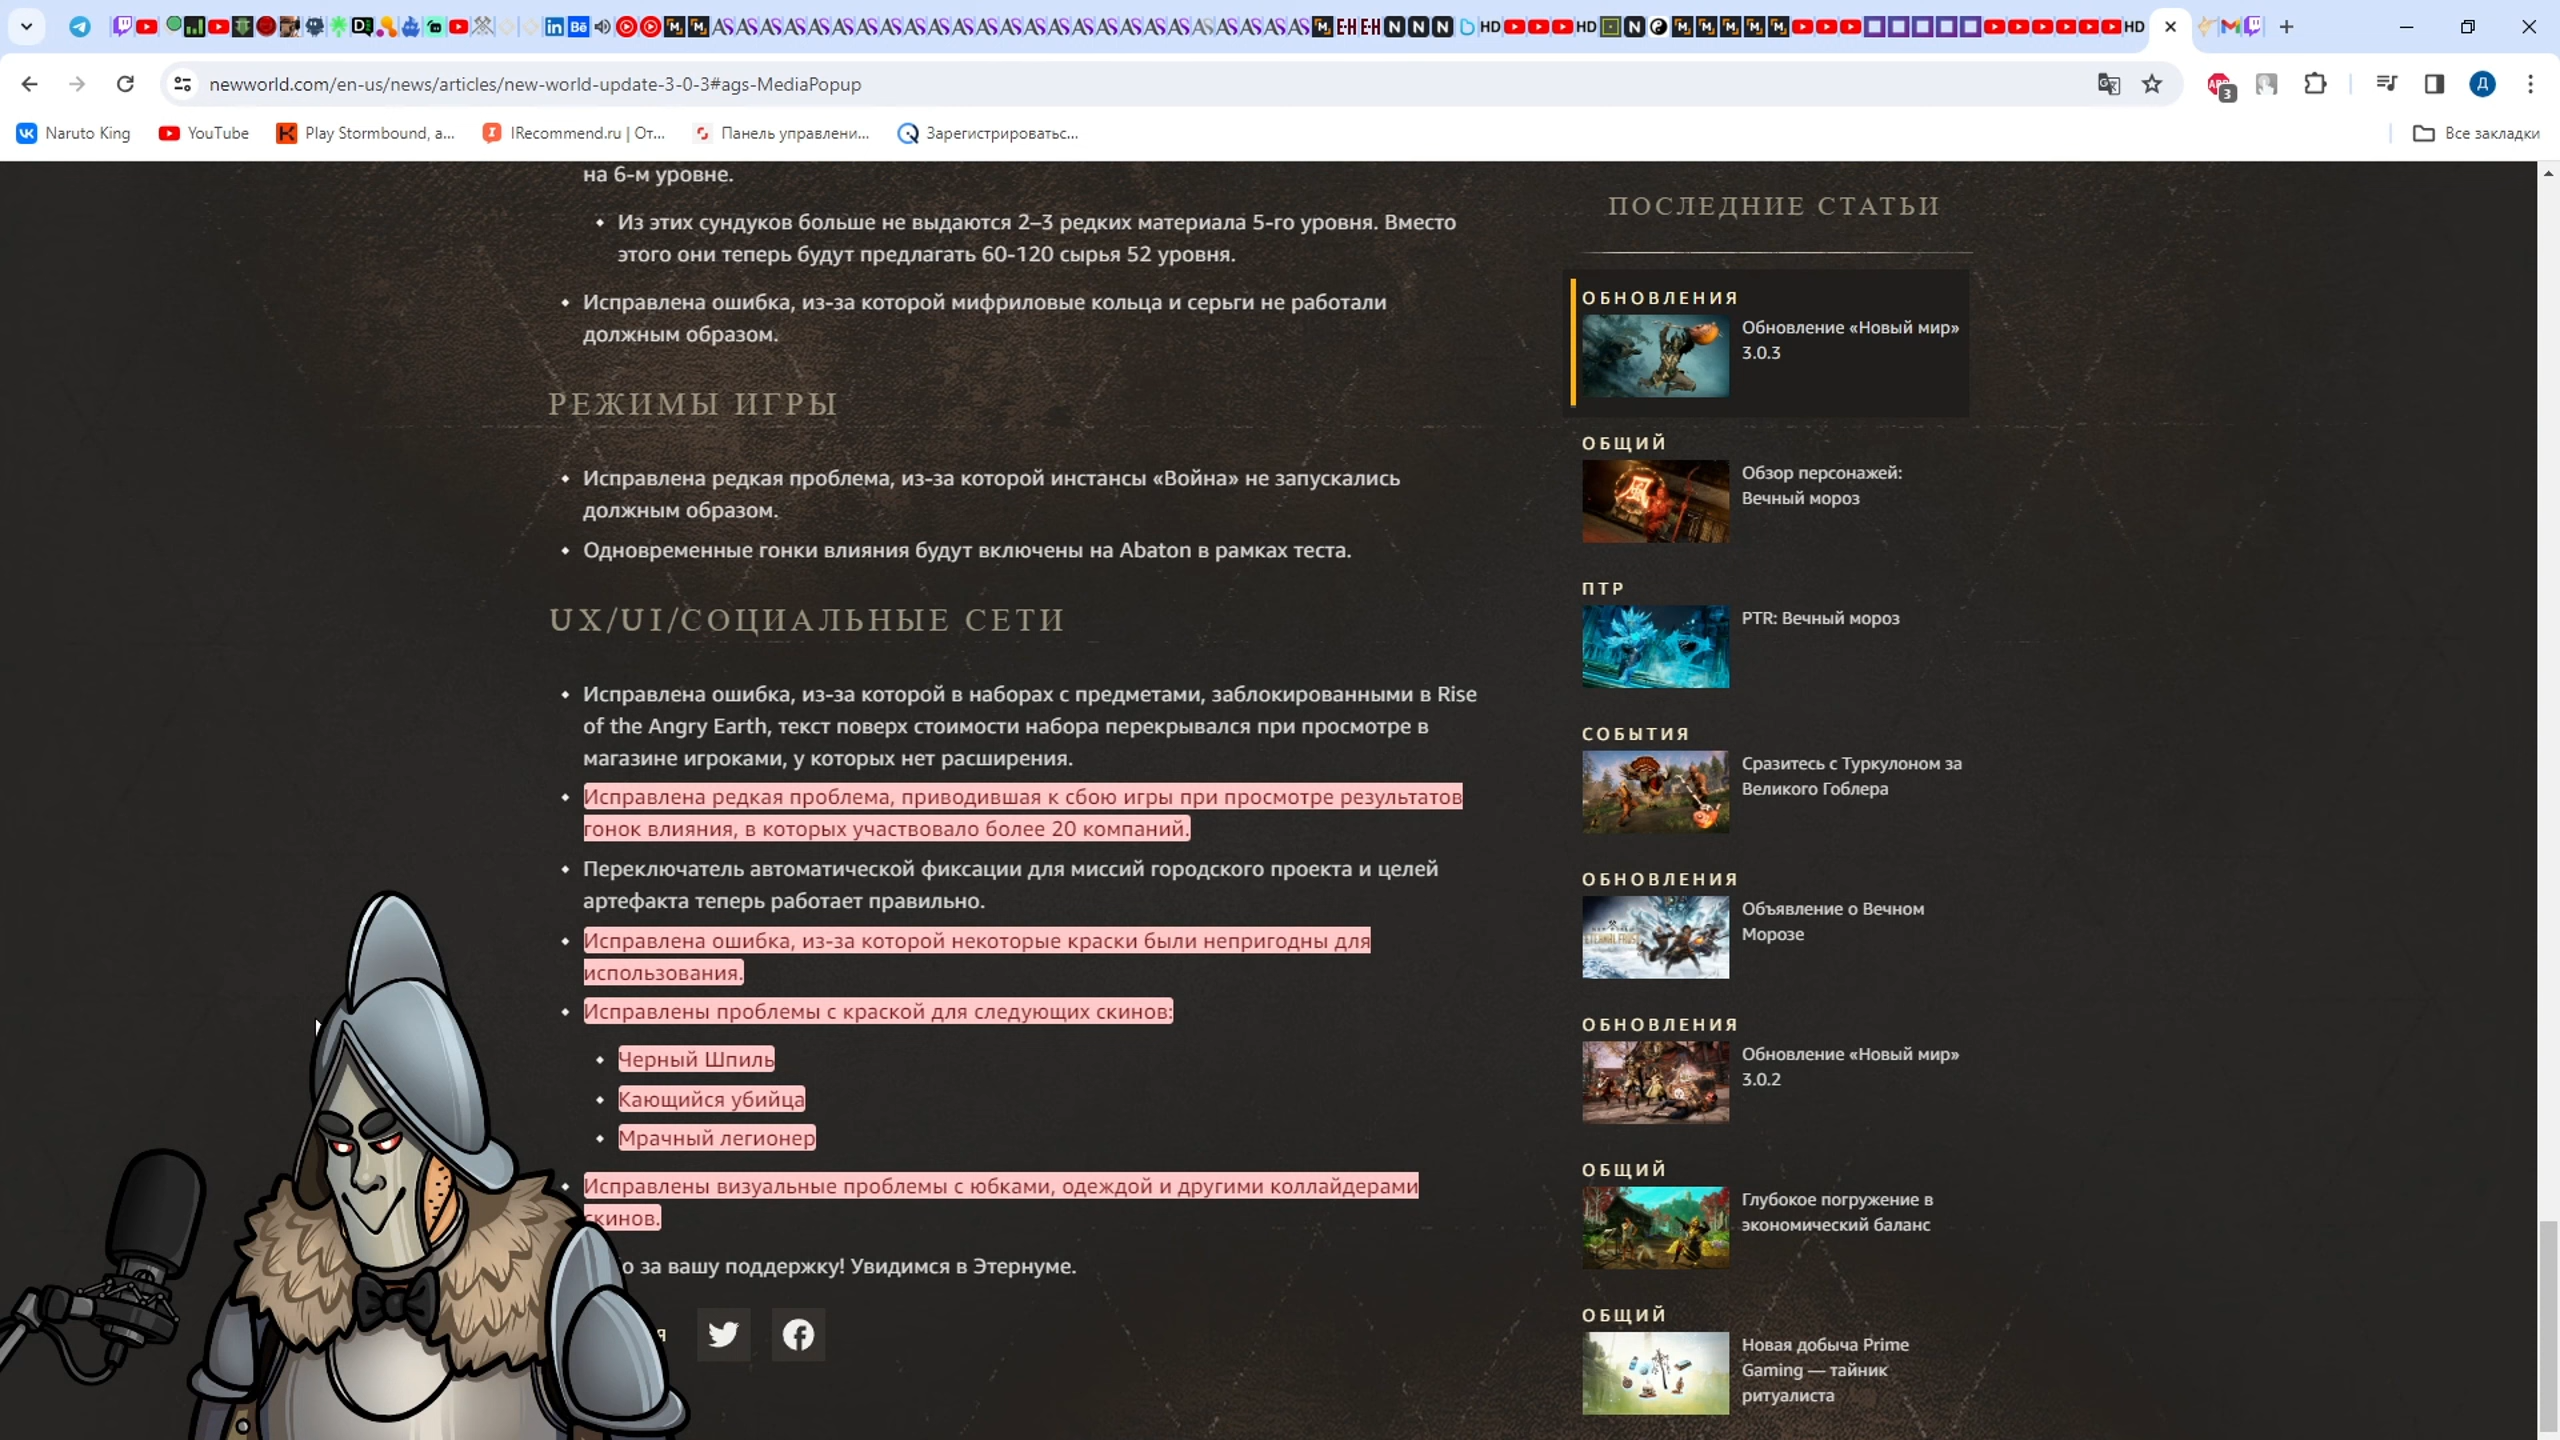 newworld.com/en-us/news/articles/new-world-update-3-0-3#ags-MediaPopup
3
Д
Naruto King
YouTube
Play Stormbound, a...
IRecommend.ru | От...
Панель управлени...
Зарегистрироватьс...
Все закладки
на 6-м уровне.
Из этих сундуков больше не выдаются 2–3 редких материала 5-го уровня. Вместо
этого они теперь будут предлагать 60-120 сырья 52 уровня.
Исправлена ошибка, из-за которой мифриловые кольца и серьги не работали
должным образом.
РЕЖИМЫ ИГРЫ
Исправлена редкая проблема, из-за которой инстансы «Война» не запускались
должным образом.
Одновременные гонки влияния будут включены на Abaton в рамках теста.
UX/UI/СОЦИАЛЬНЫЕ СЕТИ
Исправлена ошибка, из-за которой в наборах с предметами, заблокированными в Rise
of the Angry Earth, текст поверх стоимости набора перекрывался при просмотре в
магазине игроками, у которых нет расширения.
Исправлена редкая проблема, приводившая к сбою игры при просмотре результатов
гонок влияния, в которых участвовало более 20 компаний.
Переключатель автоматической фиксации для миссий городского проекта и целей
артефакта теперь работает правильно.
Исправлена ошибка, из-за которой некоторые краски были непригодны для
использования.
Исправлены проблемы с краской для следующих скинов:
Черный Шпиль
Кающийся убийца
Мрачный легионер
Исправлены визуальные проблемы с юбками, одеждой и другими коллайдерами
скинов.
о за вашу поддержку! Увидимся в Этернуме.
Я
ПОСЛЕДНИЕ СТАТЬИ
ОБНОВЛЕНИЯ
Обновление «Новый мир»
3.0.3
ОБЩИЙ
Обзор персонажей:
Вечный мороз
ПТР
PTR: Вечный мороз
СОБЫТИЯ
Сразитесь с Туркулоном за
Великого Гоблера
ОБНОВЛЕНИЯ
Объявление о Вечном
Морозе
ОБНОВЛЕНИЯ
Обновление «Новый мир»
3.0.2
ОБЩИЙ
Глубокое погружение в
экономический баланс
ОБЩИЙ
Новая добыча Prime
Gaming — тайник
ритуалиста